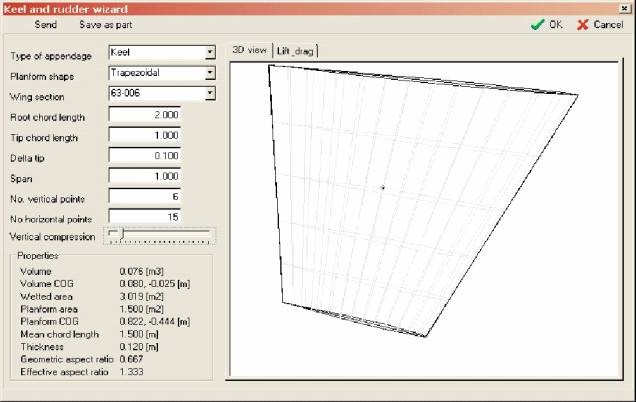 Keel and rudder wizard
Send Save as part OK Cancel
Type of appendage Keel
Planform shape Trapezoidal
Wing section 63-006
Root chord length 2.000
Tip chord length 1.000
Delta tip 0.100
Span 1.000
No. vertical points 6
No horizontal points 15
Vertical compression
Properties
Volume 0.076 [m3]
Volume COG 0.080, -0.025 [m]
Wetted area 3.019 [m2]
Planform area 1.500 [m2]
Planform COG 0.822, -0.444 [m]
Mean chord length 1.500 [m]
Thickness 0.120 [m]
Geometric aspect ratio 0.667
Effective aspect ratio 1.333
3D view Lift_drag